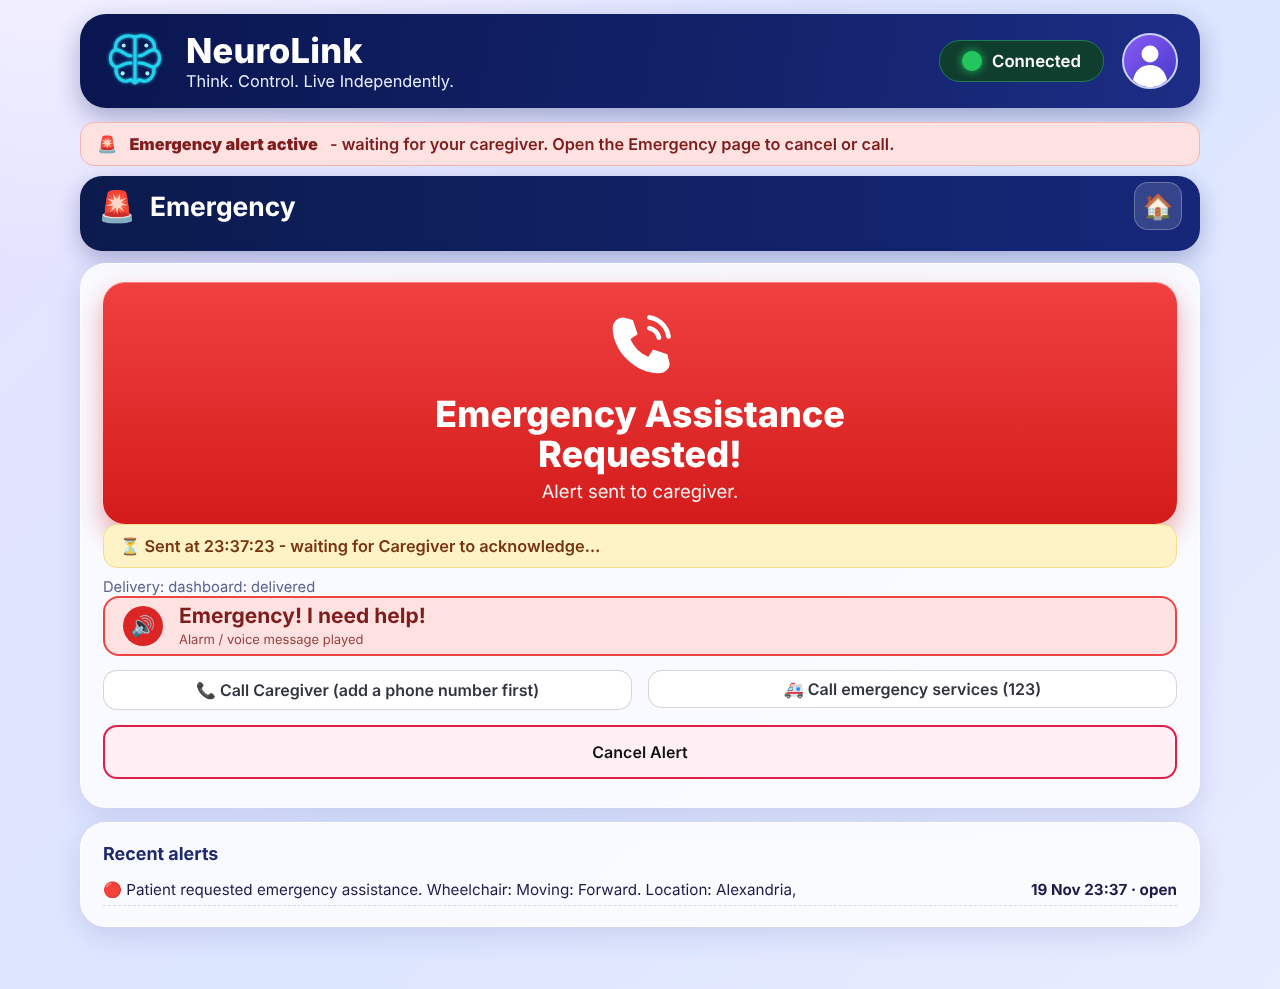 NeuroLink
Think. Control. Live Independently.
Connected
Emergency alert active - waiting for your caregiver. Open the Emergency page to cancel or call.
Emergency
Emergency Assistance
Requested!
Alert sent to caregiver.
Sent at 23:37:23 - waiting for Caregiver to acknowledge...
Delivery: dashboard: delivered
Emergency! I need help!
Alarm / voice message played
Call Caregiver (add a phone number first)
Call emergency services (123)
Cancel Alert
Recent alerts
Patient requested emergency assistance. Wheelchair: Moving: Forward. Location: Alexandria,
19 Nov 23:37 · open